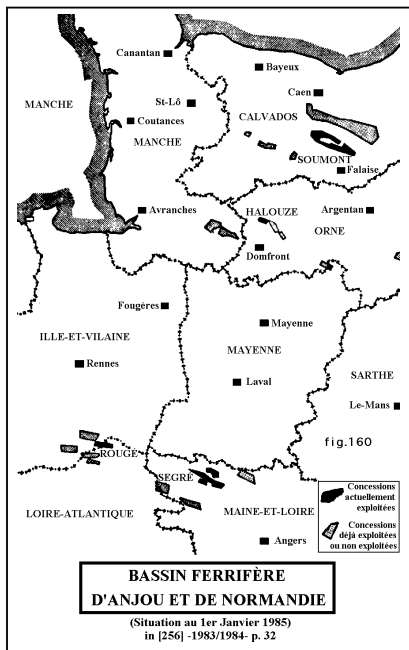 Canantan
Bayeux
Caen
MANCHE
St-Lô
CALVADOS
Coutances
MANCHE
SOUMONT
Falaise
Avranches
HALOUZE
Argentan
ORNE
Domfront
Fougéres
Mayenne
ILLE-ET-VILAINE
MAYENNE
Rennes
SARTHE
Laval
Le-Mans
fig.160
ROUGÉ
SEGRÉ
Concessions
actuellement
exploitées
LOIRE-ATLANTIQUE
MAINE-ET-LOIRE
Concessions
déjà exploitées
ou non exploitées
Angers
BASSIN FERRIFÈRE
D'ANJOU ET DE NORMANDIE
(Situation au 1er Janvier 1985)
in [256] -1983/1984- p. 32